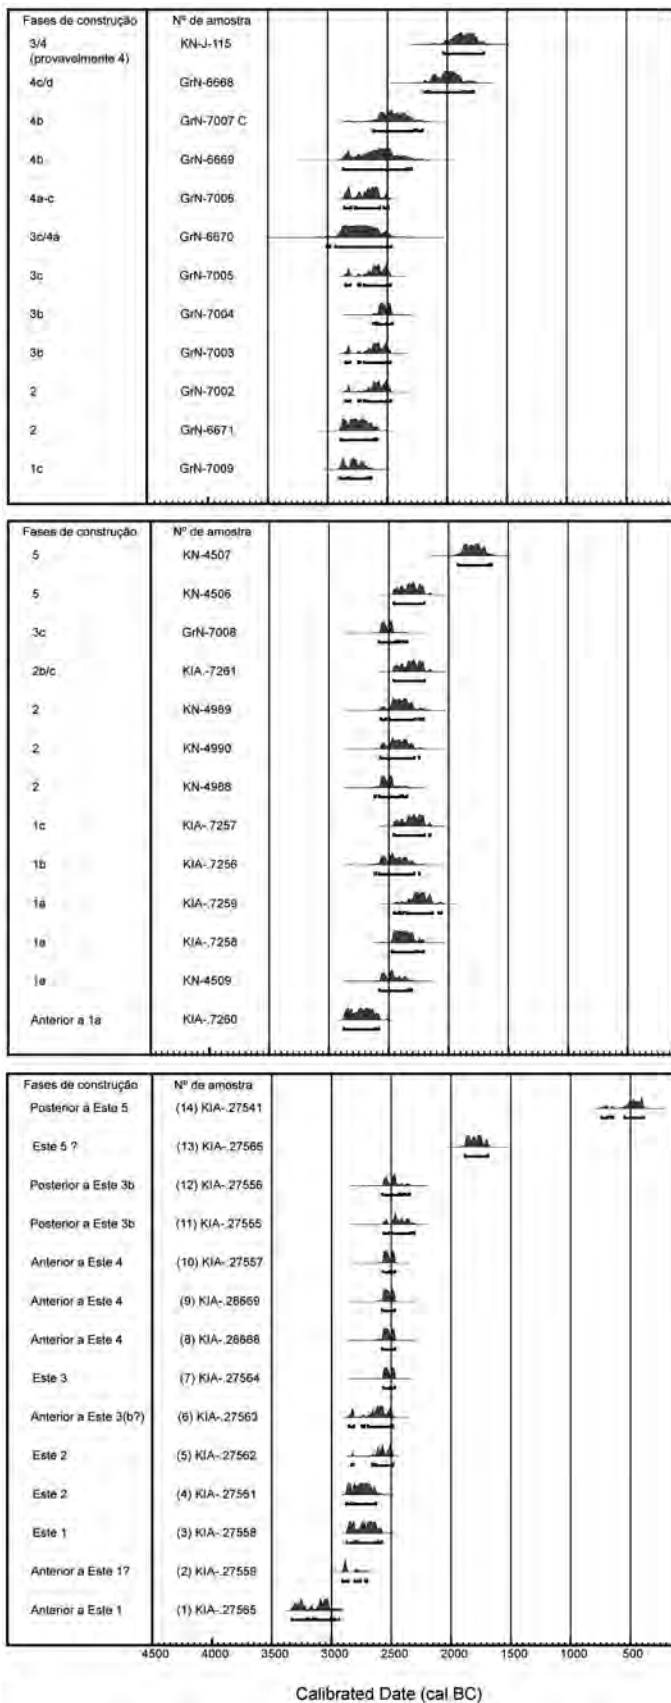 Fases de construção Nº de amostra
3/4 KN-J-115
(provavelmente 4)
4c/d GrN-6668
4b GrN-7007 C
4b GrN-6669
4a-c GrN-7006
3c/4a GrN-6670
3c GrN-7005
3b GrN-7004
3b GrN-7003
2 GrN-7002
2 GrN-6671
1c GrN-7009
Fases de construção Nº de amostra
5 KN-4507
5 KN-4506
3c GrN-7008
2b/c KIA.-7261
2 KN-4989
2 KN-4990
2 KN-4988
1c KIA-.7257
1b KIA-.7256
1a KIA-.7259
1a KIA-.7258
1a KN-4509
Anterior a 1a KIA-.7260
Fases de construção Nº de amostra
Posterior a Este 5 (14) KIA-.27541
Este 5 ? (13) KIA-.27566
Posterior a Este 3b (12) KIA-.27556
Posterior a Este 3b (11) KIA-.27555
Anterior a Este 4 (10) KIA-.27557
Anterior a Este 4 (9) KIA-.28669
Anterior a Este 4 (8) KIA-.28668
Este 3 (7) KIA-.27564
Anterior a Este 3(b?) (6) KIA-.27563
Este 2 (5) KIA-.27562
Este 2 (4) KIA-.27561
Este 1 (3) KIA-.27558
Anterior a Este 1? (2) KIA-.27559
Anterior a Este 1 (1) KIA-.27565
4500 4000 3500 3000 2500 2000 1500 1000 500
Calibrated Date (cal BC)